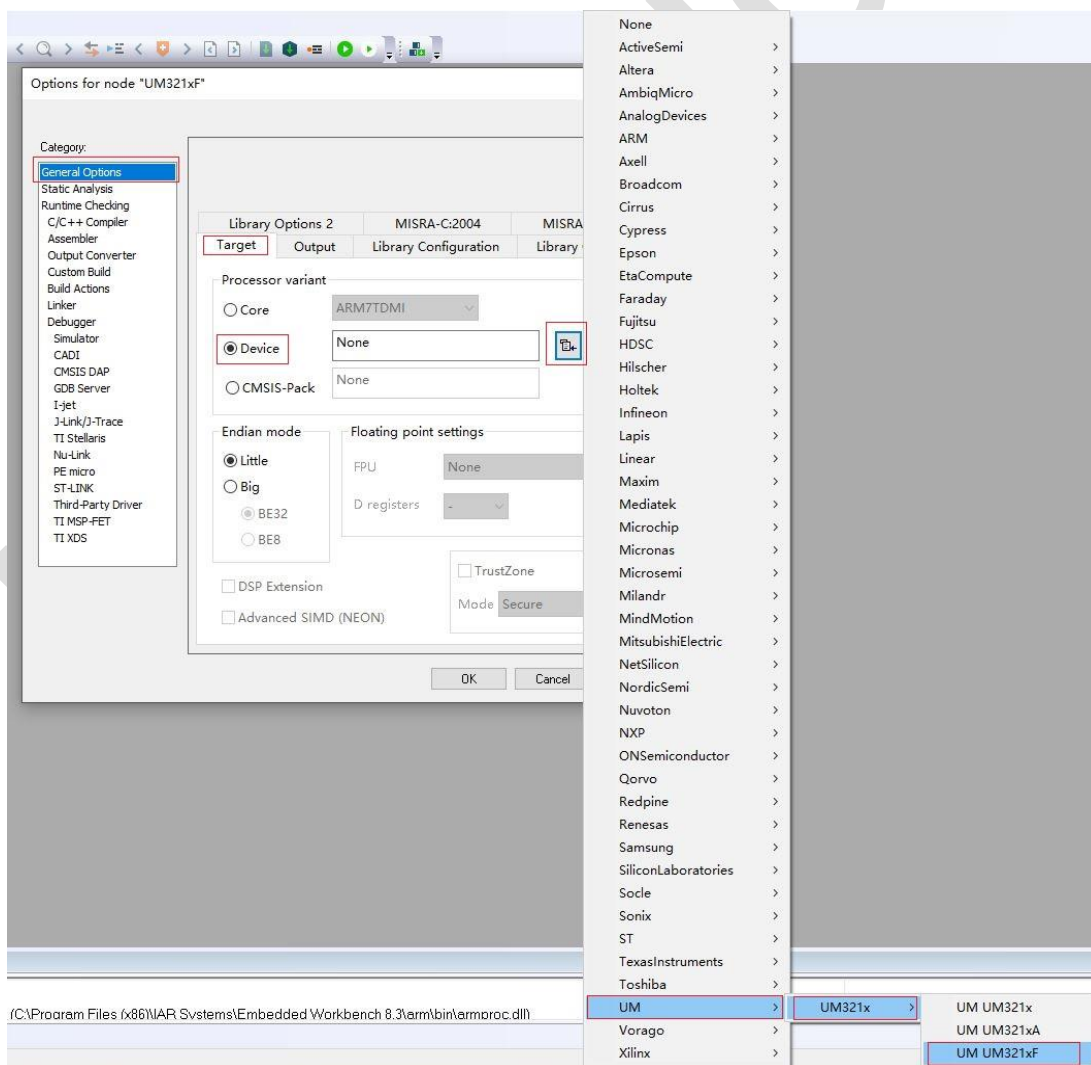 Options for node "UM321xF"
Category:
General Options
Static Analysis
Runtime Checking
C/C++ Compiler
Assembler
Output Converter
Custom Build
Build Actions
Linker
Debugger
Simulator
CADI
CMSIS DAP
GDB Server
I-jet
J-Link/J-Trace
TI Stellaris
Nu-Link
PE micro
ST-LINK
Third-Party Driver
TI MSP-FET
TI XDS
Library Options 2 MISRA-C:2004 MISRA
Target Output Library Configuration Library
Processor variant
Core ARM7TDMI
Device None
CMSIS-Pack None
Endian mode
Little
Big
BE32
BE8
Floating point settings
FPU None
D registers -
DSP Extension
Advanced SIMD (NEON)
TrustZone
Mode Secure
OK Cancel
None
ActiveSemi
Altera
AmbiqMicro
AnalogDevices
ARM
Axell
Broadcom
Cirrus
Cypress
Epson
EtaCompute
Faraday
Fujitsu
HDSC
Hilscher
Holtek
Infineon
Lapis
Linear
Maxim
Mediatek
Microchip
Micronas
Microsemi
Milandr
MindMotion
MitsubishiElectric
NetSilicon
NordicSemi
Nuvoton
NXP
ONSemiconductor
Qorvo
Redpine
Renesas
Samsung
SiliconLaboratories
Socle
Sonix
ST
TexasInstruments
Toshiba
UM
Vorago
Xilinx
UM321x
UM UM321x
UM UM321xA
UM UM321xF
(C:\Program Files (x86)\IAR Systems\Embedded Workbench 8.3\arm\bin\armproc.dll)